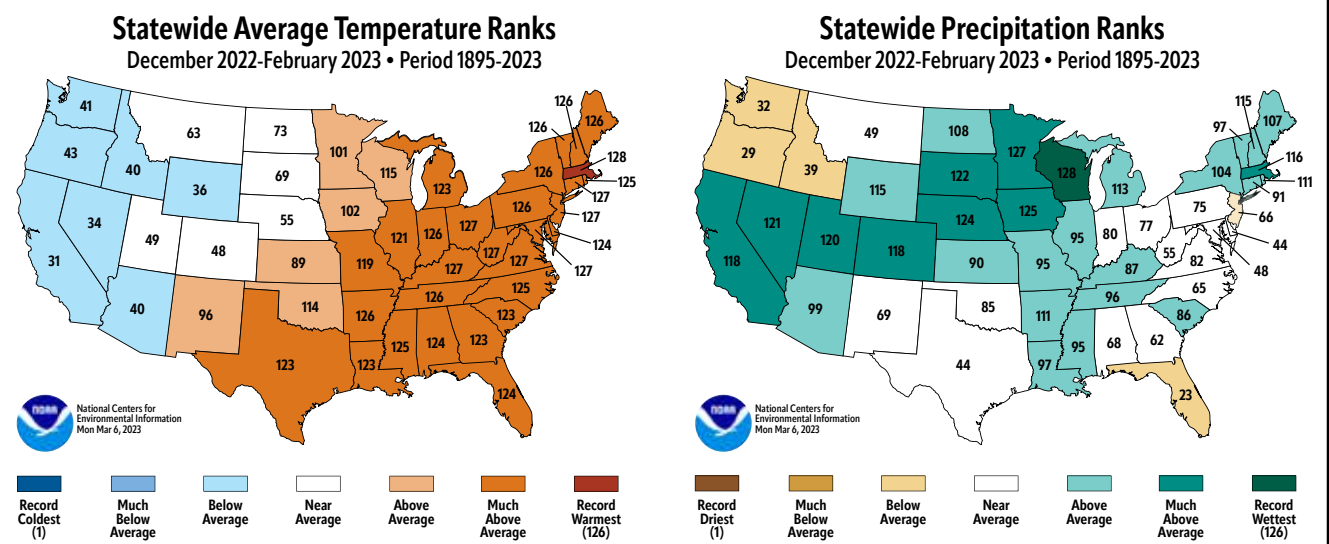 Statewide Average Temperature Ranks
December 2022-February 2023 • Period 1895-2023
41
43
40
36
34
31
40
63
73
69
55
49
48
96
89
114
101
115
102
123
121
126
127
119
127
127
127
126
126
125
123
123
124
125
123
124
123
126
126
126
126
126
128
125
127
127
124
127
NOAA
National Centers for
Environmental Information
Mon Mar 6, 2023
Record
Coldest
(1)
Much
Below
Average
Below
Average
Near
Average
Above
Average
Much
Above
Average
Record
Warmest
(126)
Statewide Precipitation Ranks
December 2022-February 2023 • Period 1895-2023
32
29
39
49
115
118
121
120
118
99
69
108
122
124
90
85
44
127
125
128
113
95
80
77
95
87
55
82
96
65
86
111
97
95
68
62
23
75
104
97
115
107
116
111
91
66
44
48
NOAA
National Centers for
Environmental Information
Mon Mar 6, 2023
Record
Driest
(1)
Much
Below
Average
Below
Average
Near
Average
Above
Average
Much
Above
Average
Record
Wettest
(126)